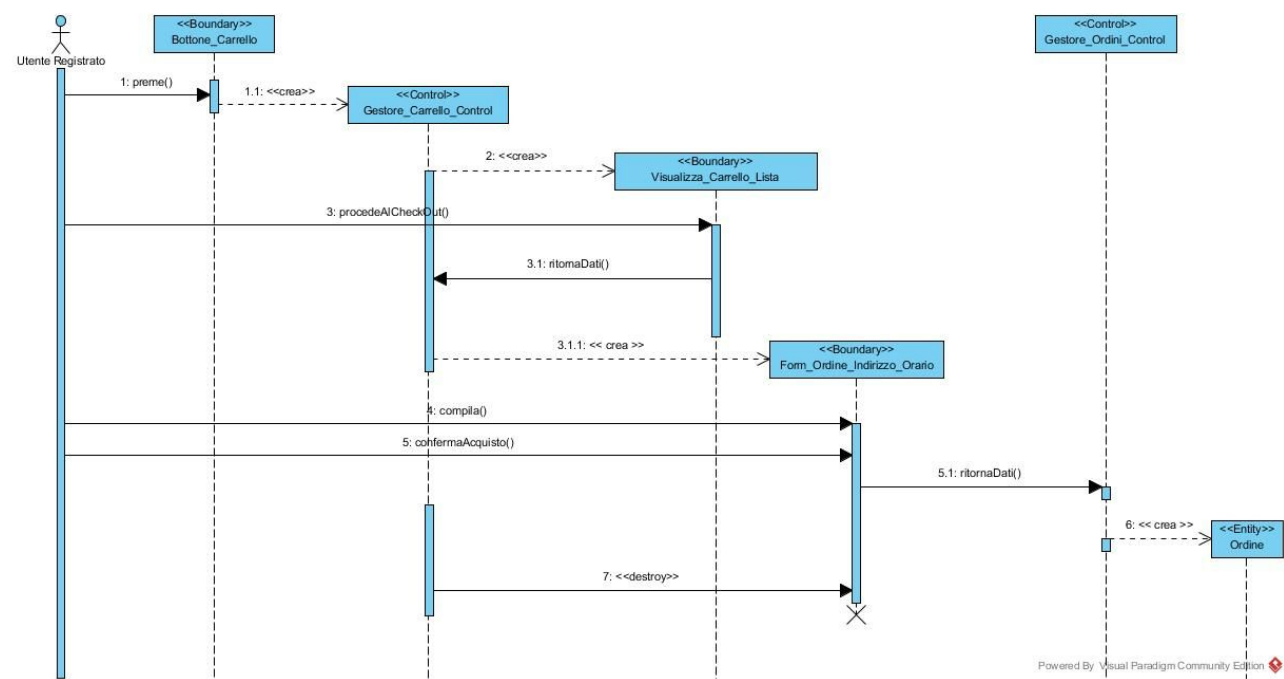 <<Boundary>>
Bottone_Carrello
<<Control>>
Gestore_Ordini_Control
Utente Registrato
1: preme()
1.1: <<crea>>
<<Control>>
Gestore_Carrello_Control
2: <<crea>>
<<Boundary>>
Visualizza_Carrello_Lista
3: procedeAlCheckOut()
3.1: ritornaDati()
3.1.1: << crea >>
<<Boundary>>
Form_Ordine_Indirizzo_Orario
4: compila()
5: confermaAcquisto()
5.1: ritornaDati()
6: << crea >>
<<Entity>>
Ordine
7: <<destroy>>
Powered By Visual Paradigm Community Edition